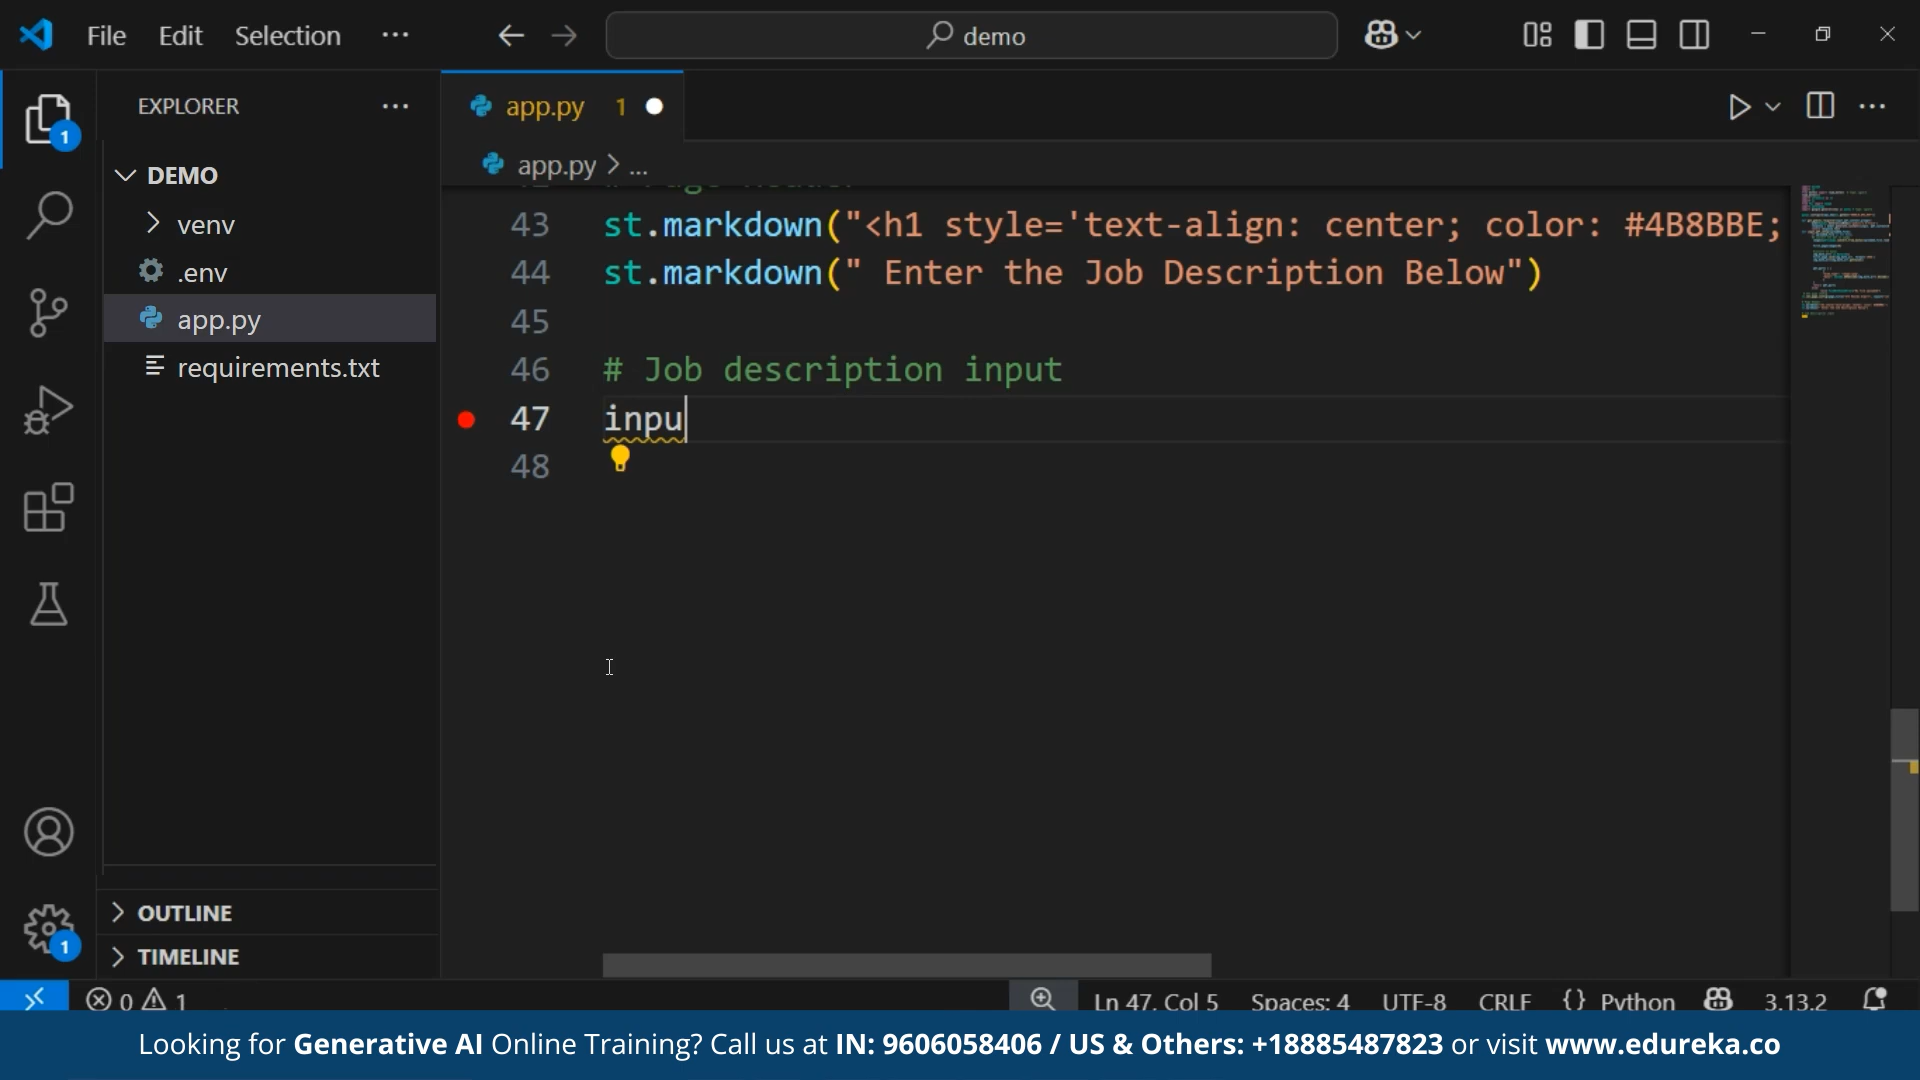 File Edit Selection ··· demo
EXPLORER ···
app.py 1
app.py > ...
DEMO
venv
.env
app.py
requirements.txt
43 st.markdown("<h1 style='text-align: center; color: #4B8BBE;
44 st.markdown(" Enter the Job Description Below")
45
46 # Job description input
47 inpu
48
1
OUTLINE
1
TIMELINE
0 1 Ln 47, Col 5 Spaces: 4 UTF-8 CRLF {} Python 3.13.2
Looking for Generative AI Online Training? Call us at IN: 9606058406 / US & Others: +18885487823 or visit www.edureka.co